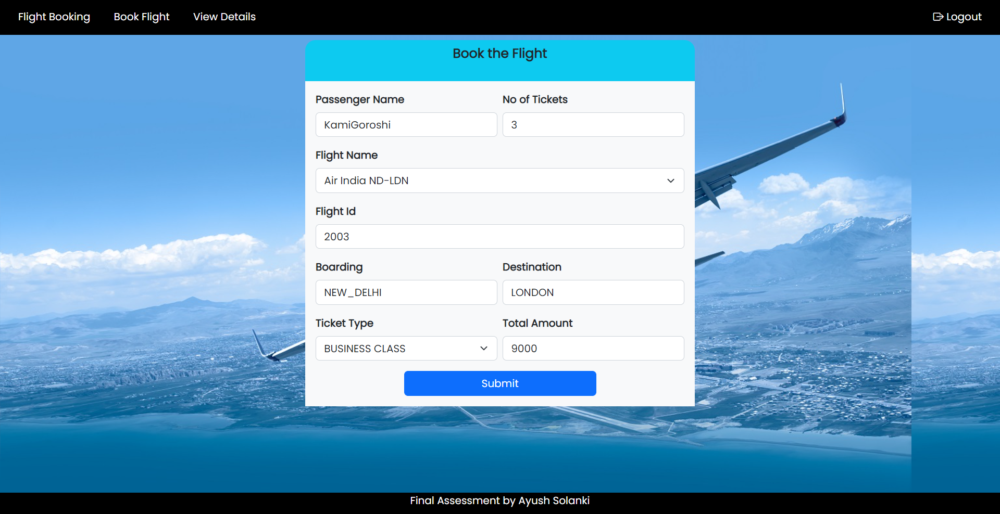 Flight Booking Book Flight View Details Logout
Book the Flight
Passenger Name No of Tickets
KamiGoroshi 3
Flight Name
Air India ND-LDN
Flight Id
2003
Boarding Destination
NEW_DELHI LONDON
Ticket Type Total Amount
BUSINESS CLASS 9000
Submit
Final Assessment by Ayush Solanki